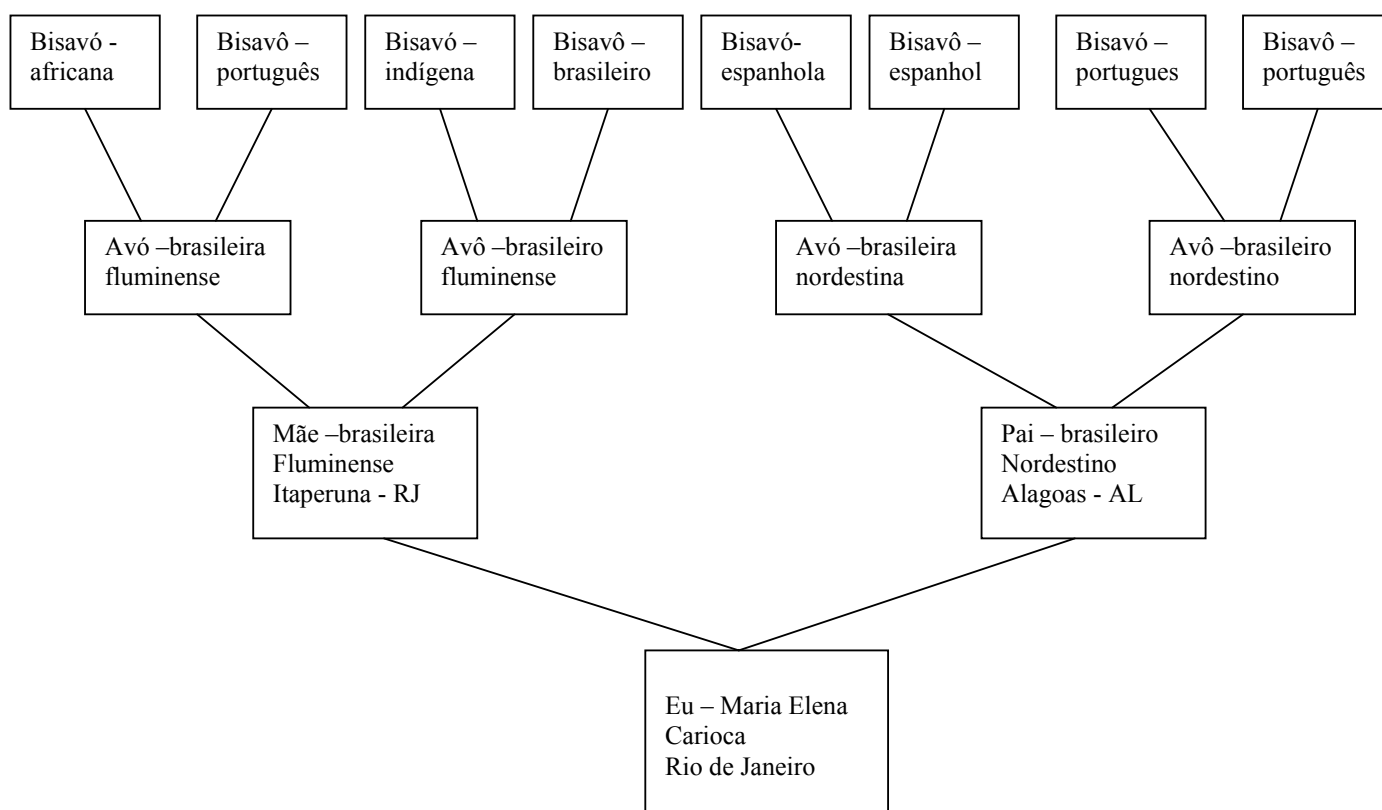 Bisavó -
africana
Bisavô –
português
Bisavó –
indígena
Bisavô –
brasileiro
Bisavó-
espanhola
Bisavô –
espanhol
Bisavó –
portugues
Bisavô –
português
Avó –brasileira
fluminense
Avô –brasileiro
fluminense
Avó –brasileira
nordestina
Avô –brasileiro
nordestino
Mãe –brasileira
Fluminense
Itaperuna - RJ
Pai – brasileiro
Nordestino
Alagoas - AL
Eu – Maria Elena
Carioca
Rio de Janeiro